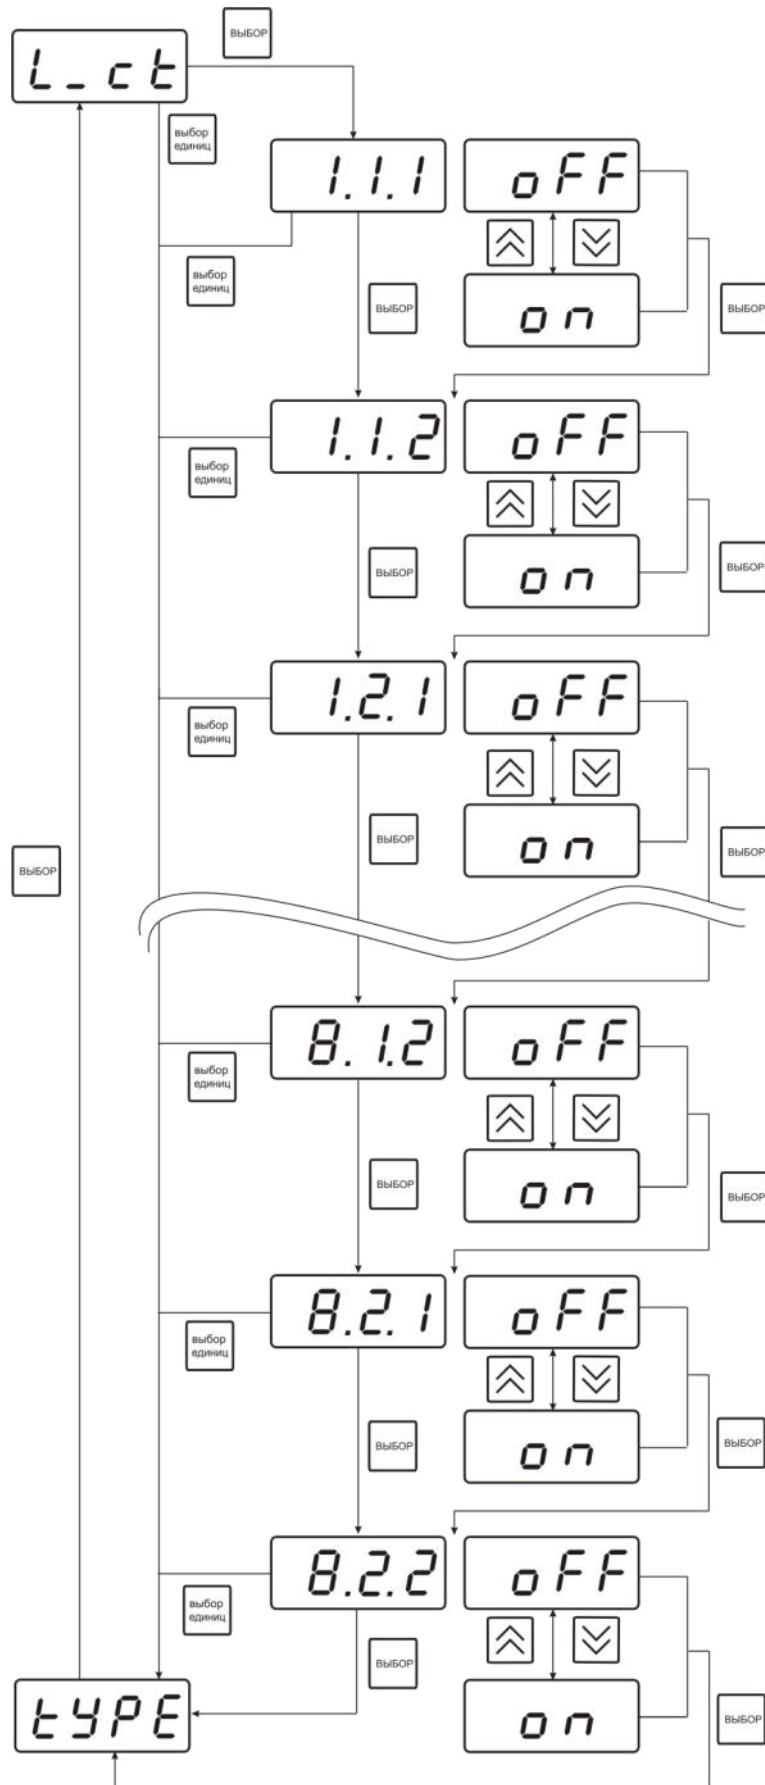 ВЫБОР
L_ct
выбор
единиц
1.1.1
oFF
выбор
единиц
ВЫБОР
on
ВЫБОР
1.1.2
oFF
выбор
единиц
ВЫБОР
on
ВЫБОР
1.2.1
oFF
выбор
единиц
ВЫБОР
on
ВЫБОР
ВЫБОР
8.1.2
oFF
выбор
единиц
ВЫБОР
on
ВЫБОР
8.2.1
oFF
выбор
единиц
ВЫБОР
on
ВЫБОР
8.2.2
oFF
выбор
единиц
ВЫБОР
tYPE
on
ВЫБОР